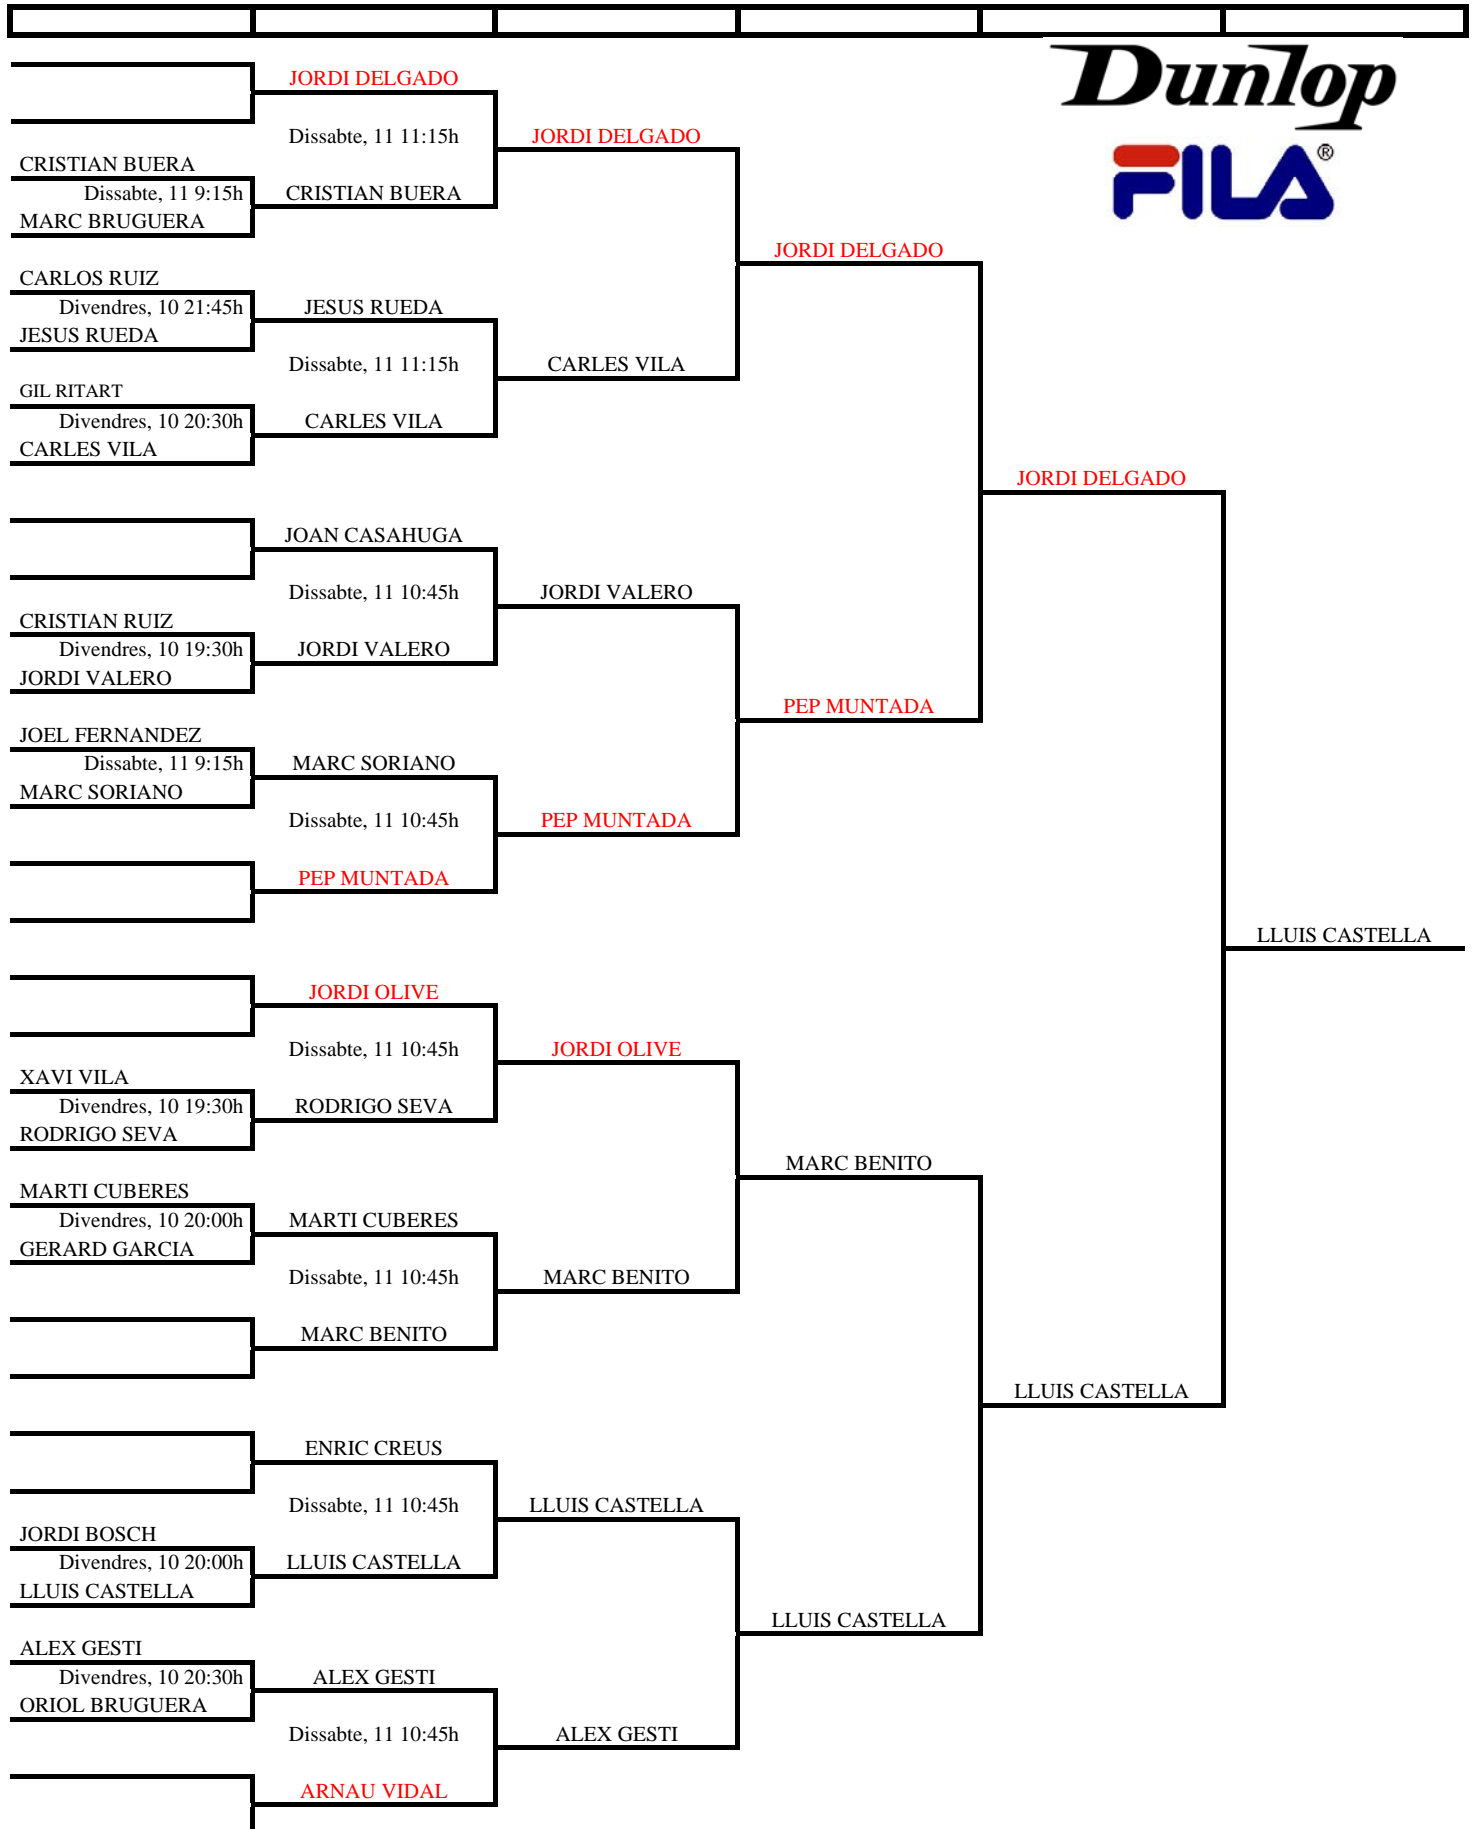 Dunlop
JORDI DELGADO
Dissabte, 11 11:15h
JORDI DELGADO
FILA®
CRISTIAN BUERA
Dissabte, 11 9:15h
CRISTIAN BUERA
MARC BRUGUERA
JORDI DELGADO
CARLOS RUIZ
Divendres, 10 21:45h
JESUS RUEDA
JESUS RUEDA
Dissabte, 11 11:15h
CARLES VILA
GIL RITART
Divendres, 10 20:30h
CARLES VILA
CARLES VILA
JORDI DELGADO
JOAN CASAHUGA
Dissabte, 11 10:45h
JORDI VALERO
CRISTIAN RUIZ
Divendres, 10 19:30h
JORDI VALERO
JORDI VALERO
PEP MUNTADA
JOEL FERNANDEZ
Dissabte, 11 9:15h
MARC SORIANO
MARC SORIANO
Dissabte, 11 10:45h
PEP MUNTADA
PEP MUNTADA
LLUIS CASTELLA
JORDI OLIVE
Dissabte, 11 10:45h
JORDI OLIVE
XAVI VILA
Divendres, 10 19:30h
RODRIGO SEVA
RODRIGO SEVA
MARC BENITO
MARTI CUBERES
Divendres, 10 20:00h
MARTI CUBERES
GERARD GARCIA
Dissabte, 11 10:45h
MARC BENITO
MARC BENITO
LLUIS CASTELLA
ENRIC CREUS
Dissabte, 11 10:45h
LLUIS CASTELLA
JORDI BOSCH
Divendres, 10 20:00h
LLUIS CASTELLA
LLUIS CASTELLA
LLUIS CASTELLA
ALEX GESTI
Divendres, 10 20:30h
ALEX GESTI
ORIOL BRUGUERA
Dissabte, 11 10:45h
ALEX GESTI
ARNAU VIDAL